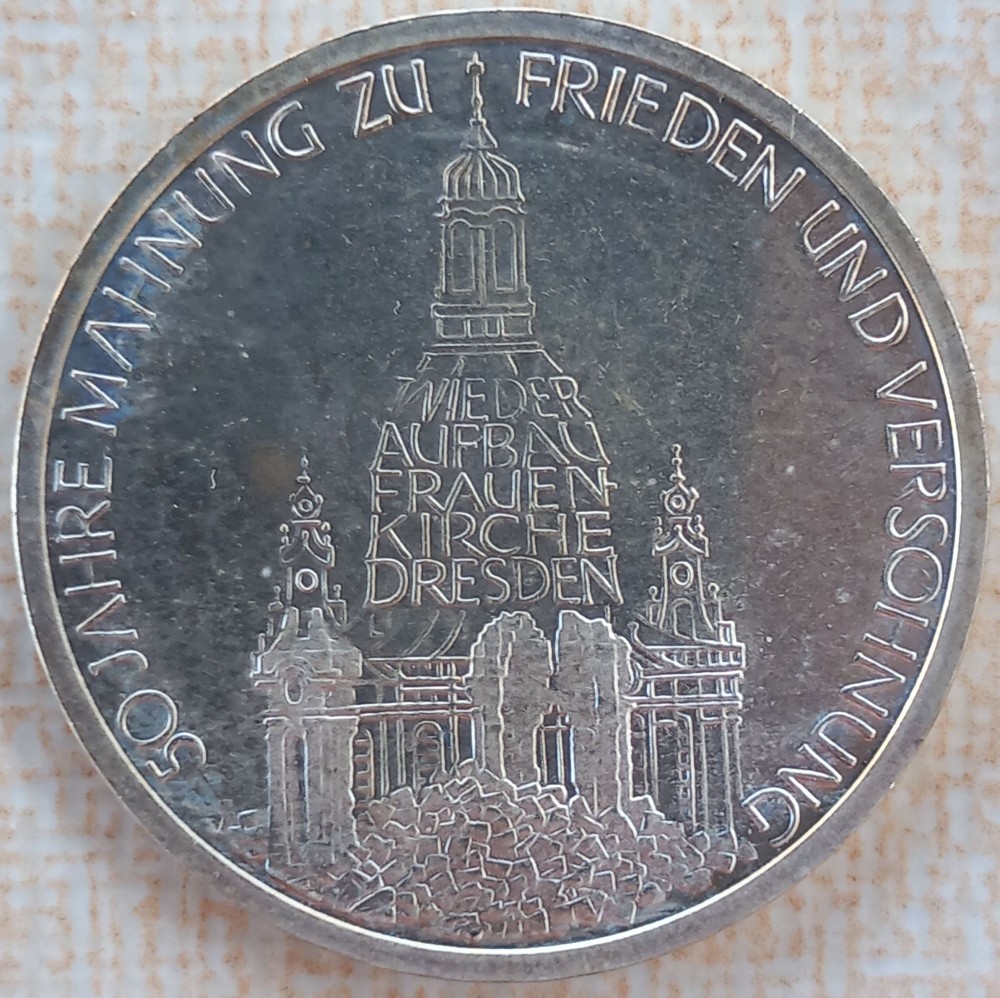 50 JAHRE MAHNUNG ZU FRIEDEN UND VERSÖHNUNG
WIEDER
AUFBAU
FRAUEN-
KIRCHE
DRESDEN